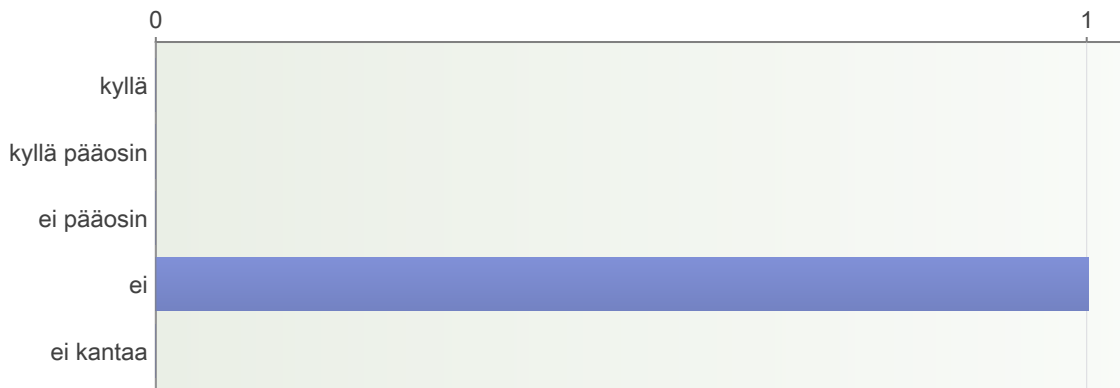 0 1
kyllä
kyllä pääosin
ei pääosin
ei
ei kantaa